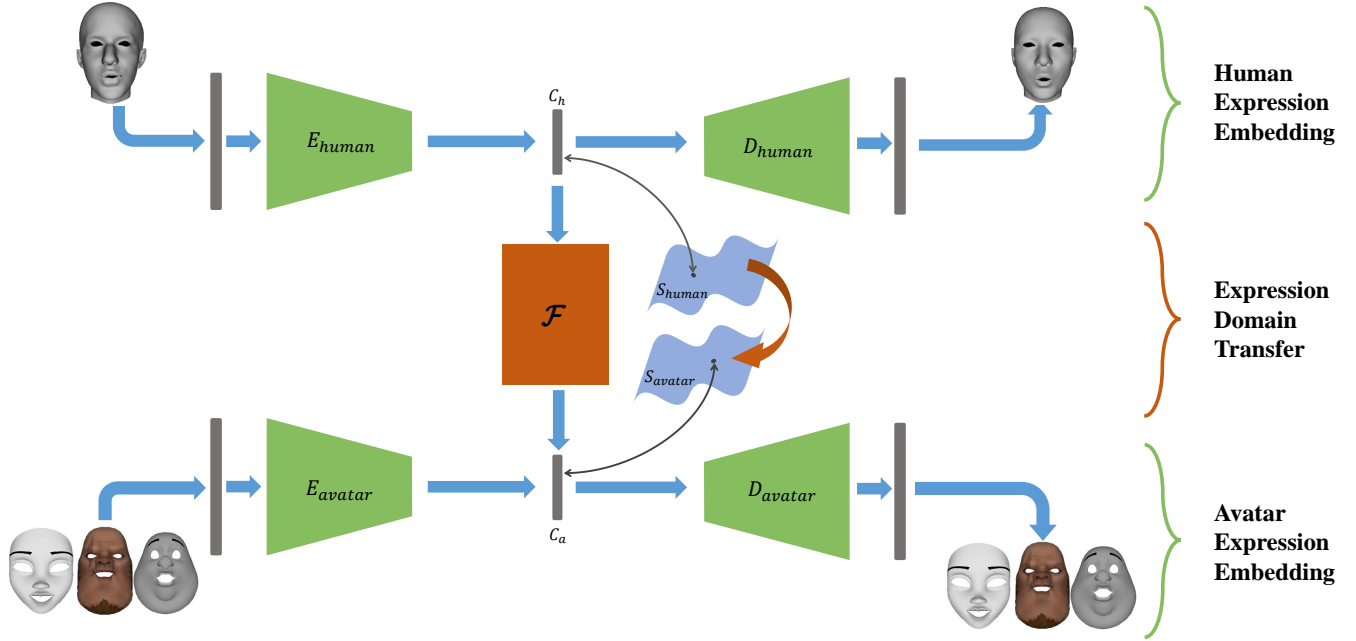 C_h
E_human
D_human
Human
Expression
Embedding
S_human
F
Expression
Domain
Transfer
S_avatar
E_avatar
D_avatar
C_a
Avatar
Expression
Embedding